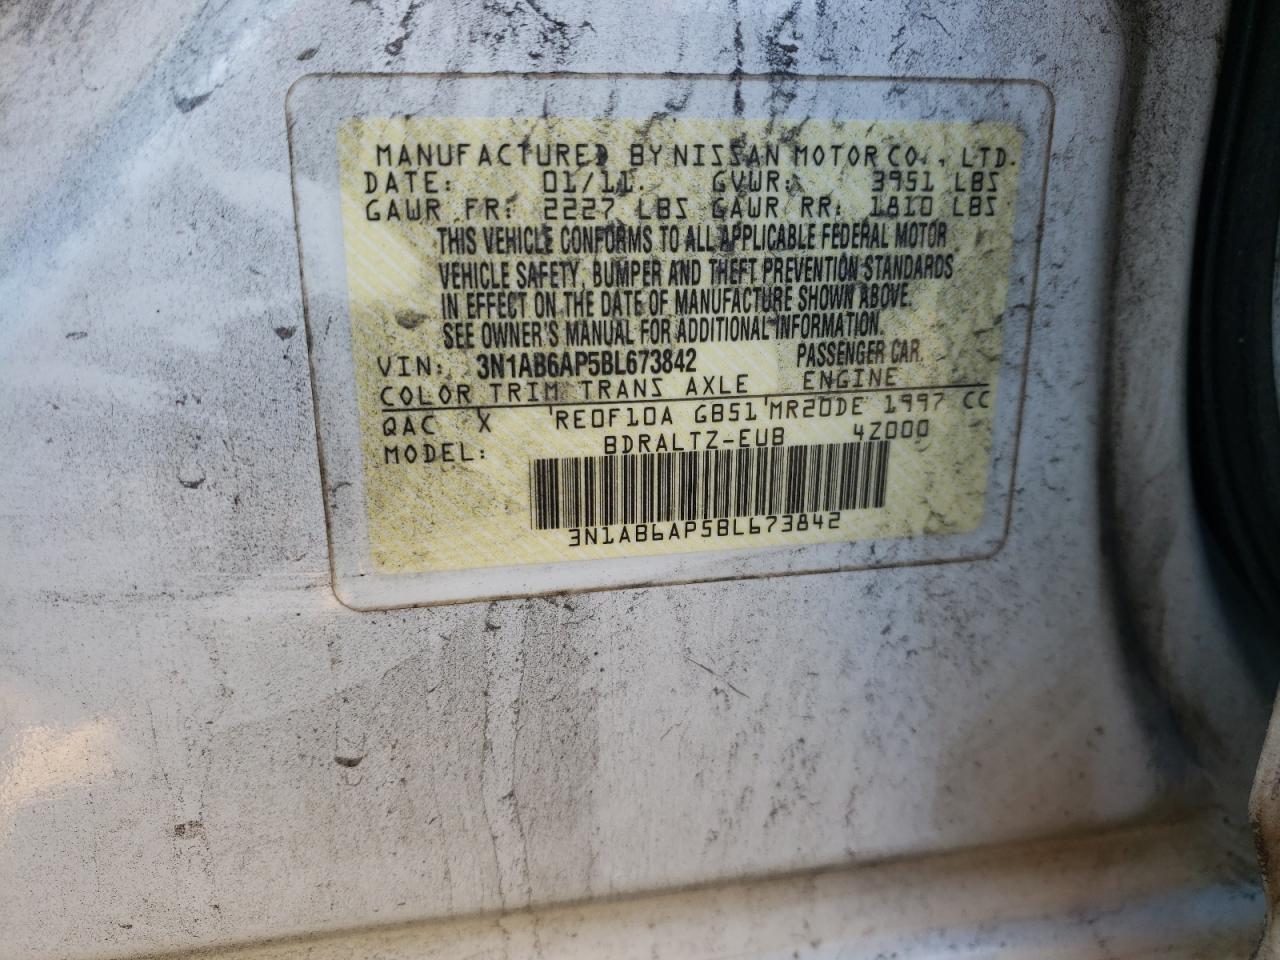 MANUFACTURED BY NISSAN MOTOR CO., LTD.
DATE: 01/11 GVWR: 3951 LBS
GAWR FR: 2227 LBS GAWR RR: 1810 LBS
THIS VEHICLE CONFORMS TO ALL APPLICABLE FEDERAL MOTOR
VEHICLE SAFETY, BUMPER AND THEFT PREVENTION STANDARDS
IN EFFECT ON THE DATE OF MANUFACTURE SHOWN ABOVE.
SEE OWNER'S MANUAL FOR ADDITIONAL INFORMATION.
VIN: 3N1AB6AP5BL673842 PASSENGER CAR
COLOR TRIM TRANS AXLE ENGINE
QAC X RE0F10A GB51 MR20DE 1997 CC
MODEL: BDRALTZ-EUB 4Z000
3N1AB6AP5BL673842